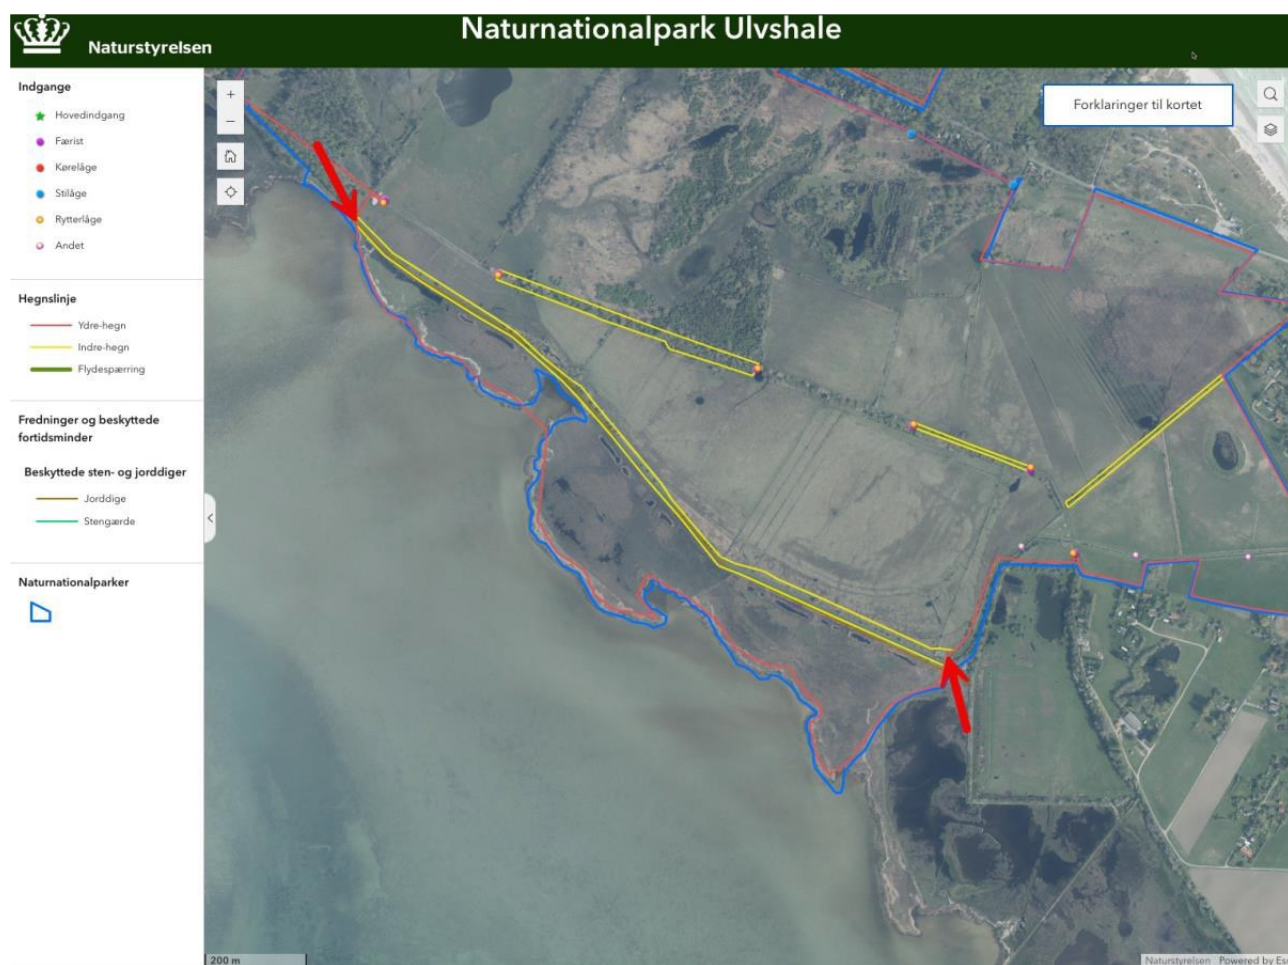 Naturstyrelsen
Naturnationalpark Ulvshale
Indgange
Hovedindgang
Færist
Kørelåge
Stilåge
Rytterlåge
Andet
Hegnslinje
Ydre-hegn
Indre-hegn
Flydespærring
Fredninger og beskyttede
fortidsminder
Beskyttede sten- og jorddiger
Jorddige
Stengærde
Naturnationalparker
Forklaringer til kortet
200 m
Naturstyrelsen Powered by Es